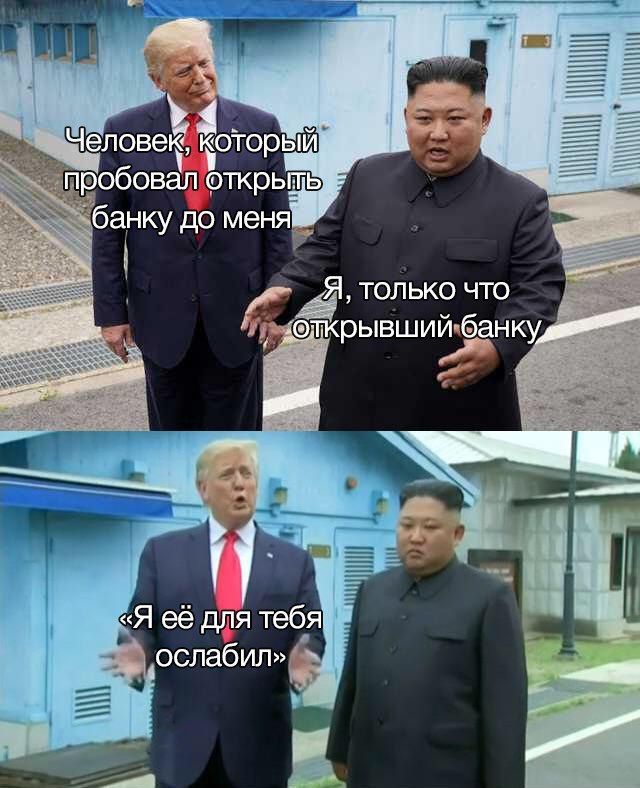 Человек, который
пробовал открыть
банку до меня
Я, только что
открывший банку
«Я её для тебя
ослабил»